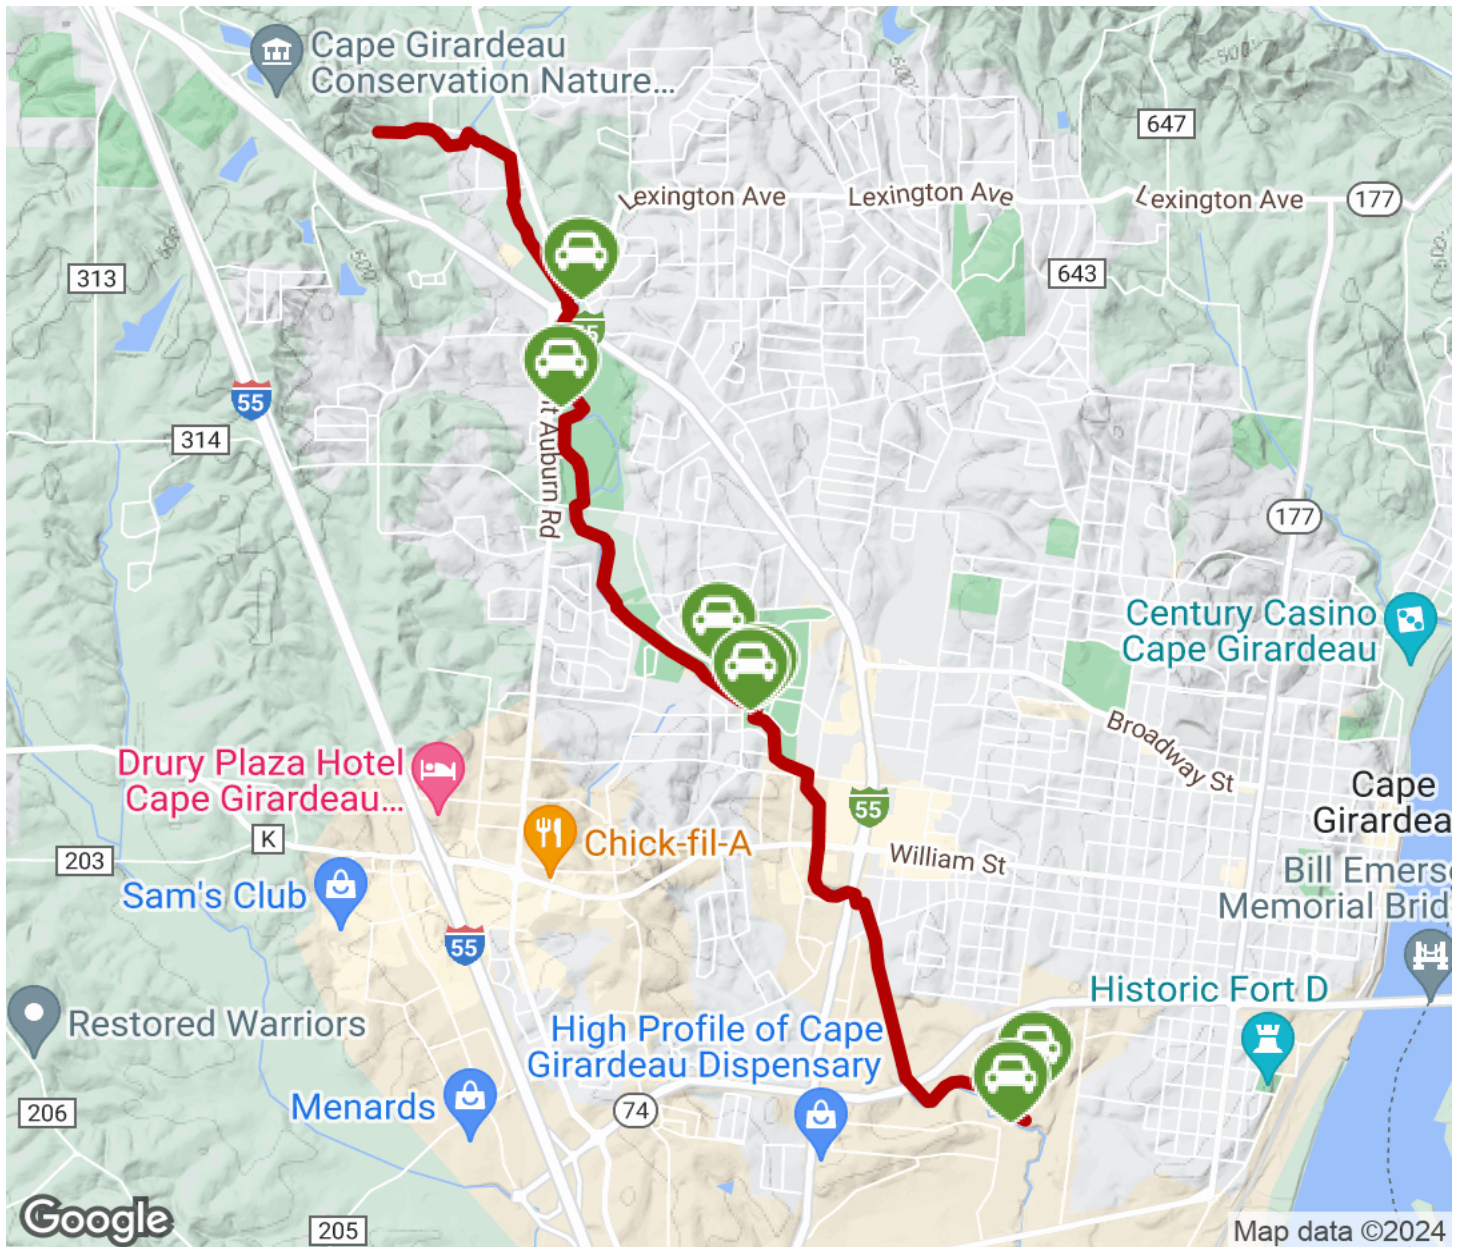 Cape Girardeau
Conservation Nature...
647
Lexington Ave
Lexington Ave
Lexington Ave
177
313
643
55
314
55
Auburn Rd
177
Century Casino
Cape Girardeau
Broadway St
Drury Plaza Hotel
Cape Girardeau...
Cape
Girardea
55
K
Chick-fil-A
203
William St
Bill Emerso
Memorial Brid
Sam's Club
55
Historic Fort D
Restored Warriors
High Profile of Cape
Girardeau Dispensary
Menards
74
206
Google
205
Map data ©2024